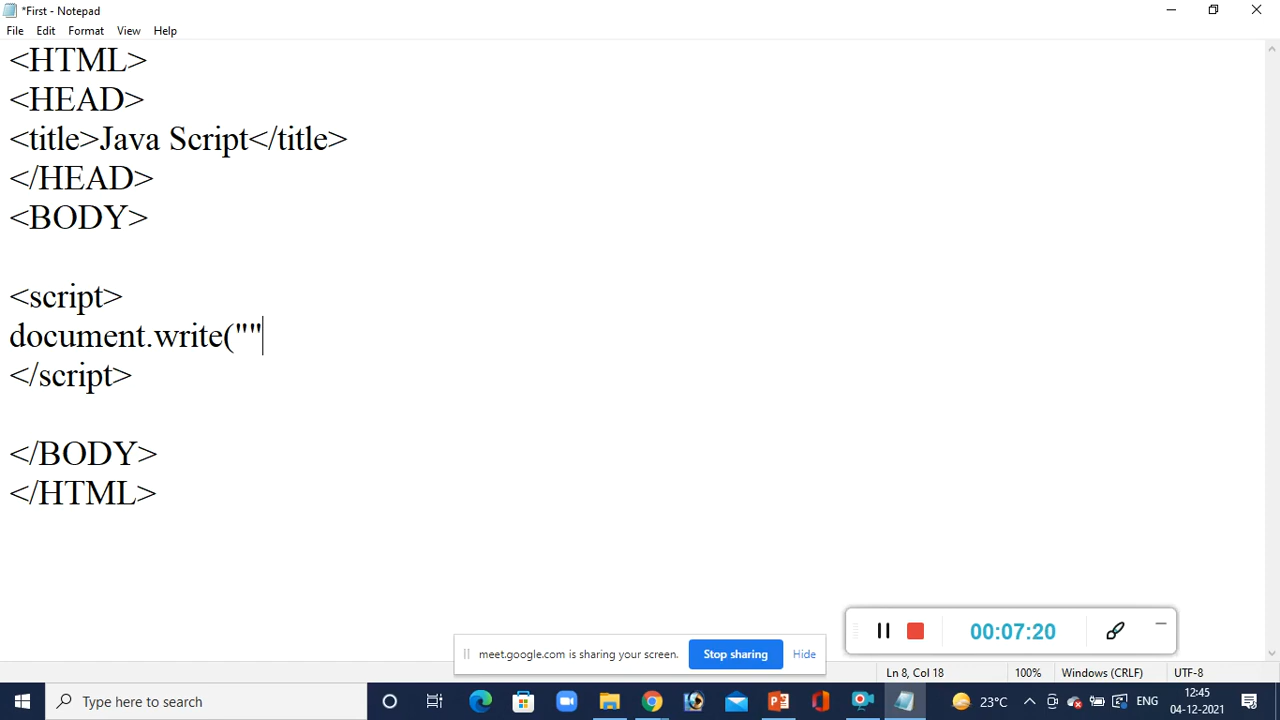 *First - Notepad
File Edit Format View Help
<HTML>
<HEAD>
<title>Java Script</title>
</HEAD>
<BODY>
<script>
document.write(""
</script>
</BODY>
</HTML>
00:07:20
meet.google.com is sharing your screen. Stop sharing Hide
Ln 8, Col 18 100% Windows (CRLF) UTF-8
Type here to search 23°C ENG 12:45
04-12-2021